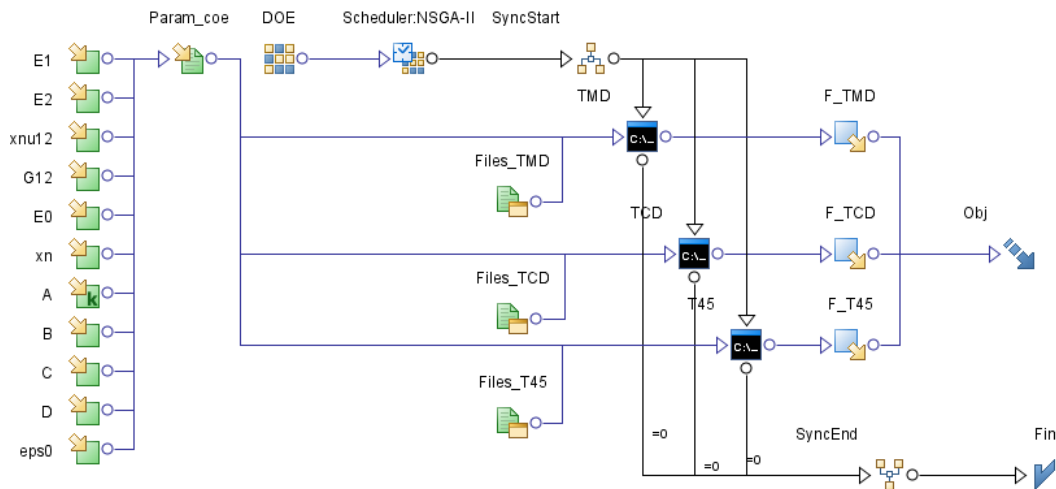 Param_coe DOE Scheduler:NSGA-II SyncStart
E1
TMD F_TMD
E2
xnu12
C:\_
Files_TMD
G12
TCD F_TCD Obj
E0
xn
C:\_
Files_TCD
A k
T45 F_T45
B
C:\_
Files_T45
C
D
=0 SyncEnd Fin
eps0
=0 =0